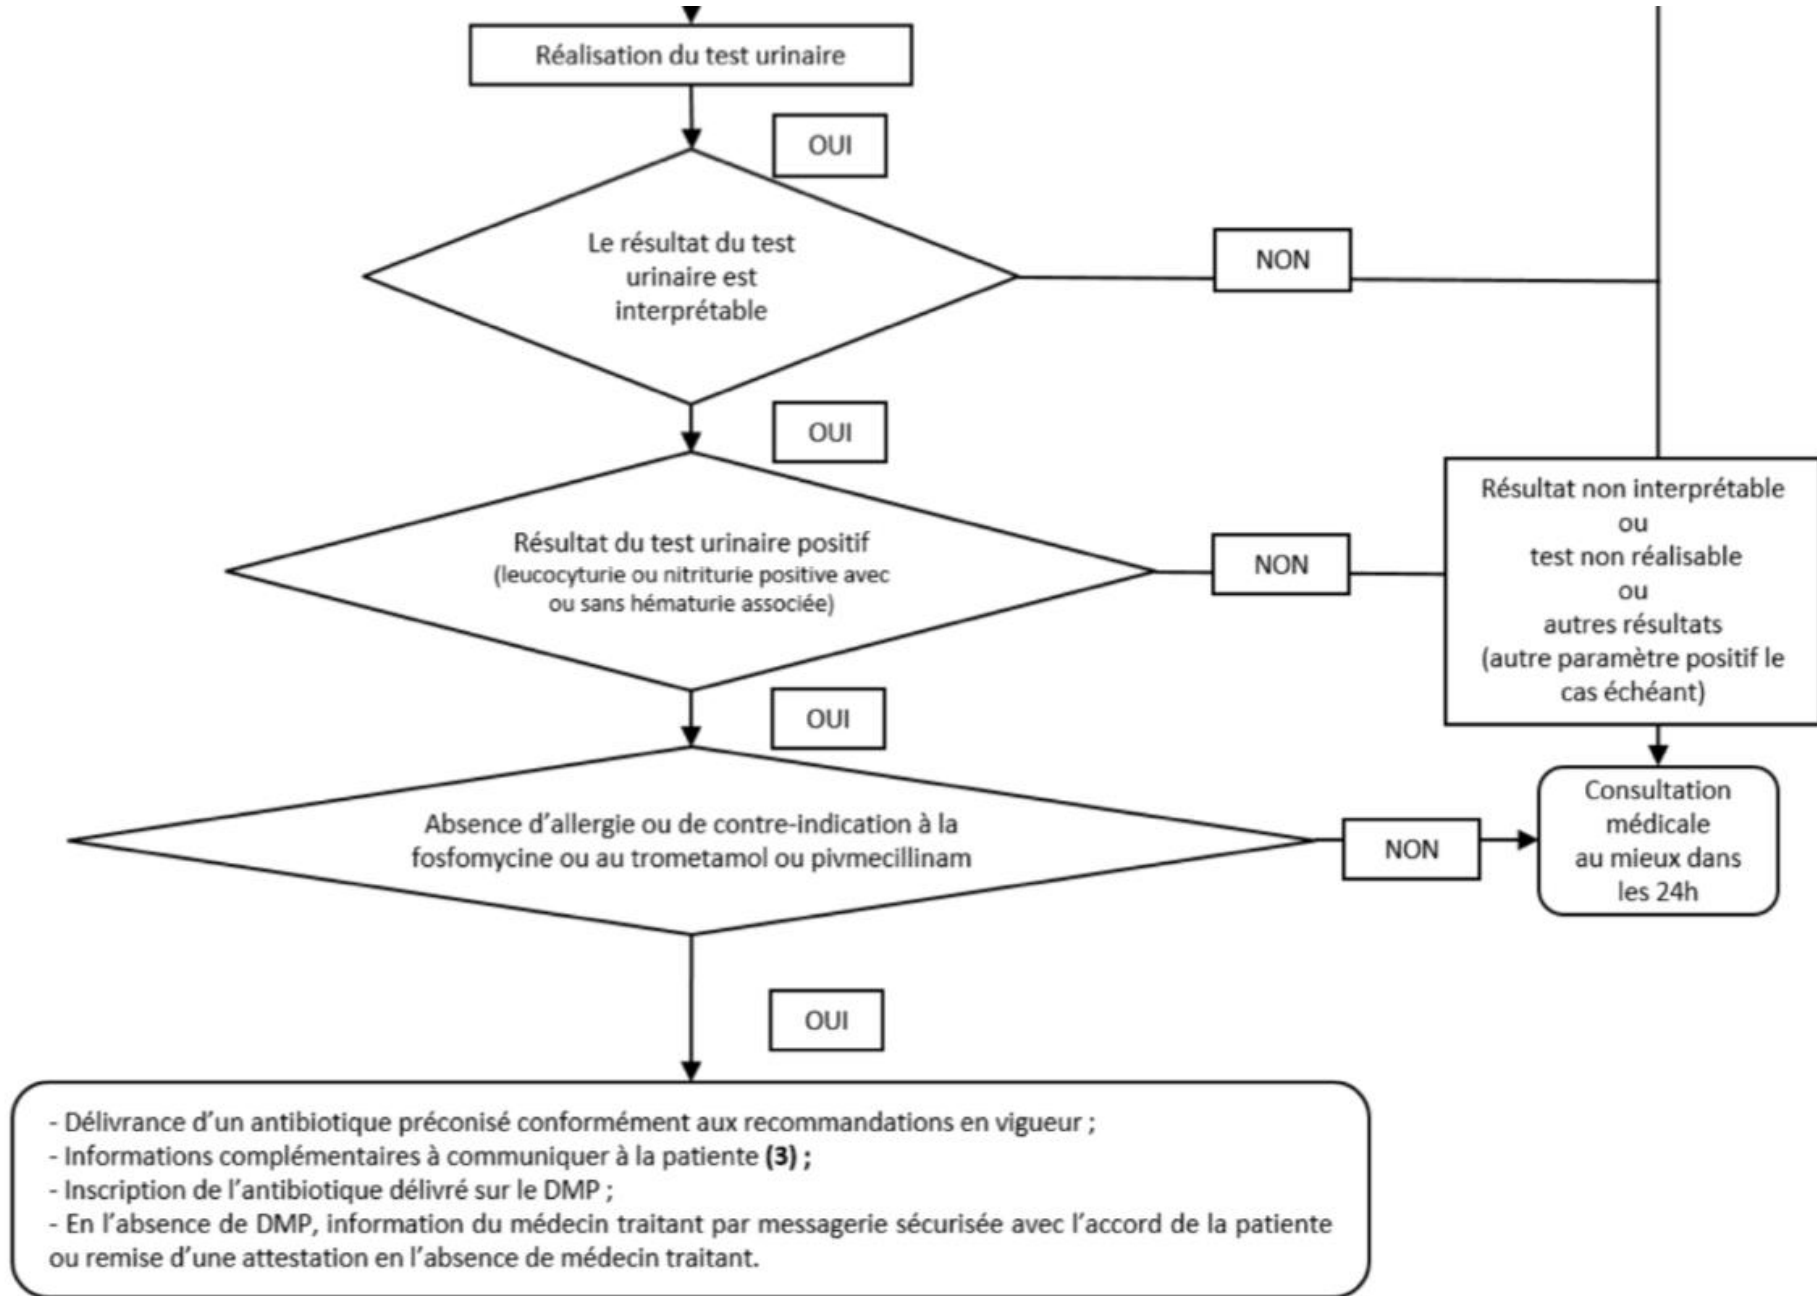 Réalisation du test urinaire
OUI
Le résultat du test
urinaire est
interprétable
NON
OUI
Résultat du test urinaire positif
(leucocyturie ou nitriturie positive avec
ou sans hématurie associée)
NON
Résultat non interprétable
ou
test non réalisable
ou
autres résultats
(autre paramètre positif le
cas échéant)
OUI
Absence d’allergie ou de contre-indication à la
fosfomycine ou au trometamol ou pivmecillinam
NON
Consultation
médicale
au mieux dans
les 24h
OUI
- Délivrance d’un antibiotique préconisé conformément aux recommandations en vigueur ;
- Informations complémentaires à communiquer à la patiente (3) ;
- Inscription de l’antibiotique délivré sur le DMP ;
- En l’absence de DMP, information du médecin traitant par messagerie sécurisée avec l’accord de la patiente
ou remise d’une attestation en l’absence de médecin traitant.